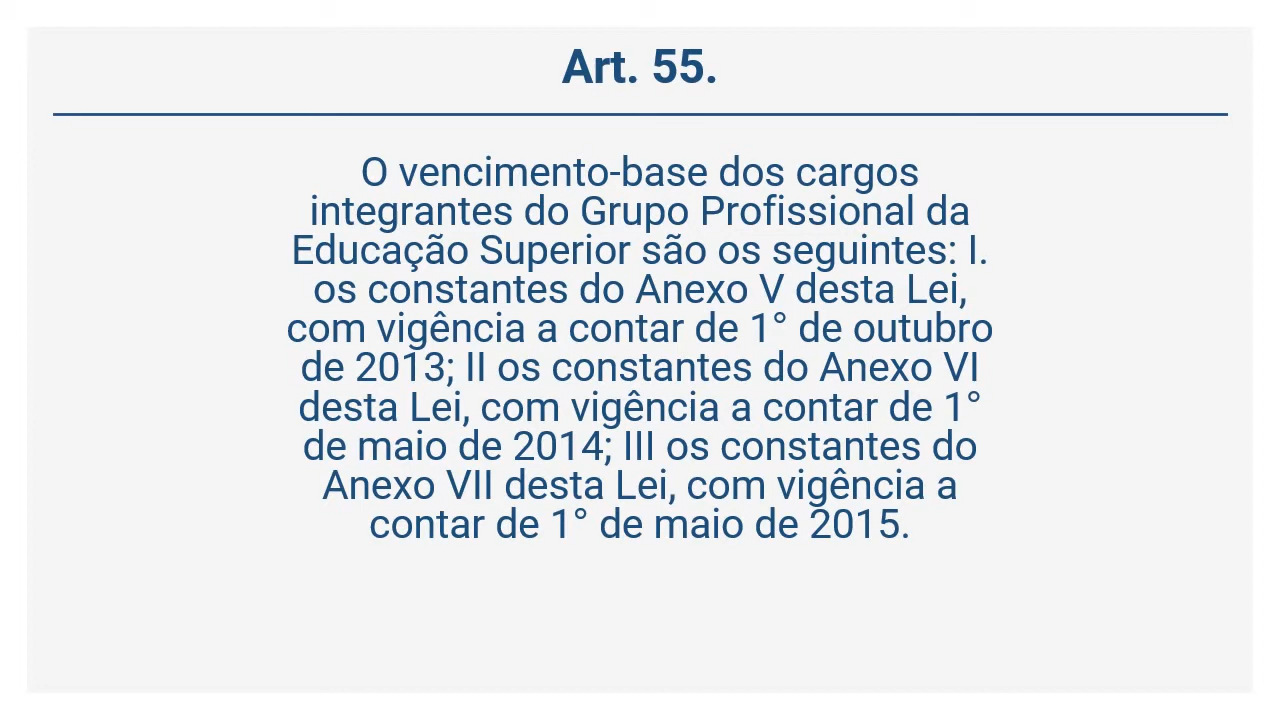 Art. 55.
O vencimento-base dos cargos
integrantes do Grupo Profissional da
Educação Superior são os seguintes: I.
os constantes do Anexo V desta Lei,
com vigência a contar de 1° de outubro
de 2013; II os constantes do Anexo VI
desta Lei, com vigência a contar de 1°
de maio de 2014; III os constantes do
Anexo VII desta Lei, com vigência a
contar de 1° de maio de 2015.